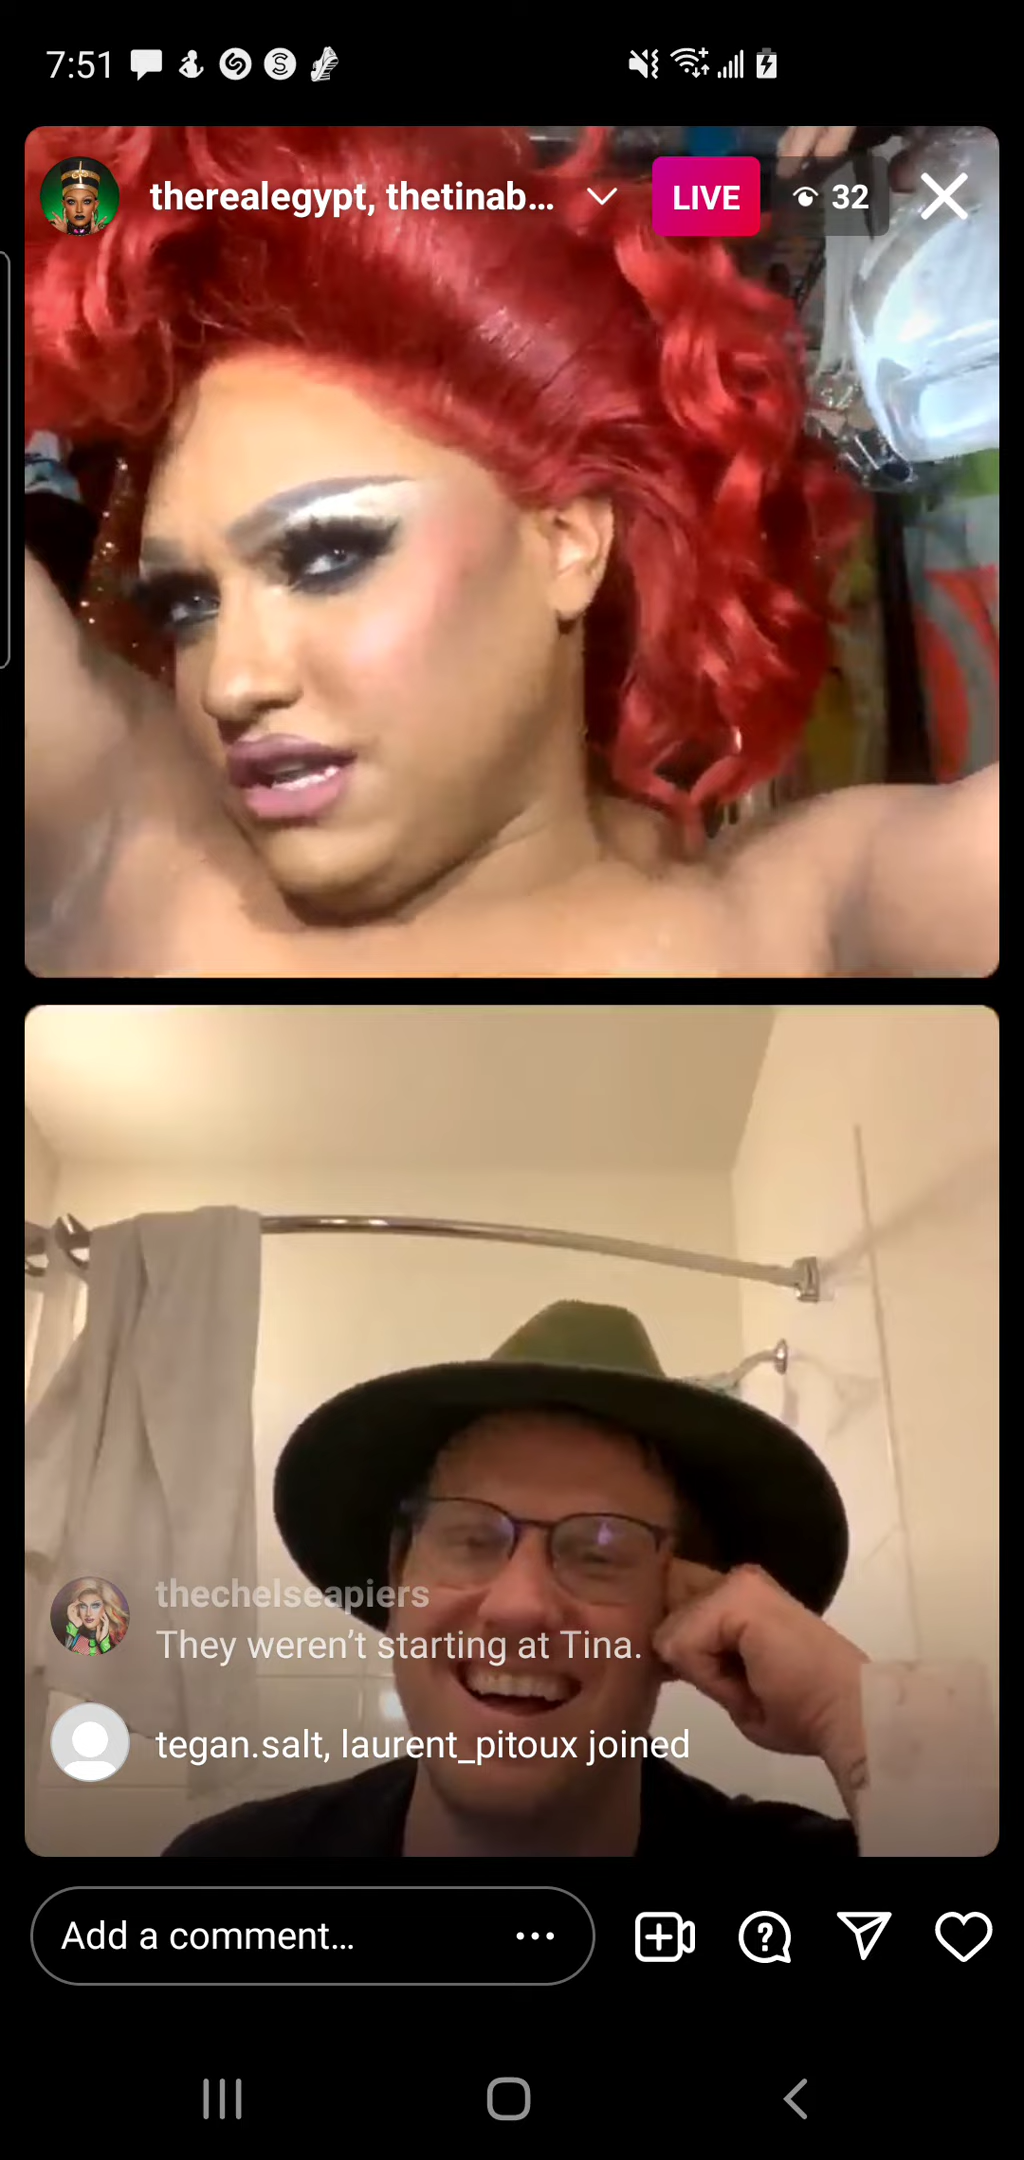 7:51
therealegypt, thetinab...
LIVE
32
thechelseapiers
They weren't starting at Tina.
tegan.salt, laurent_pitoux joined
Add a comment...